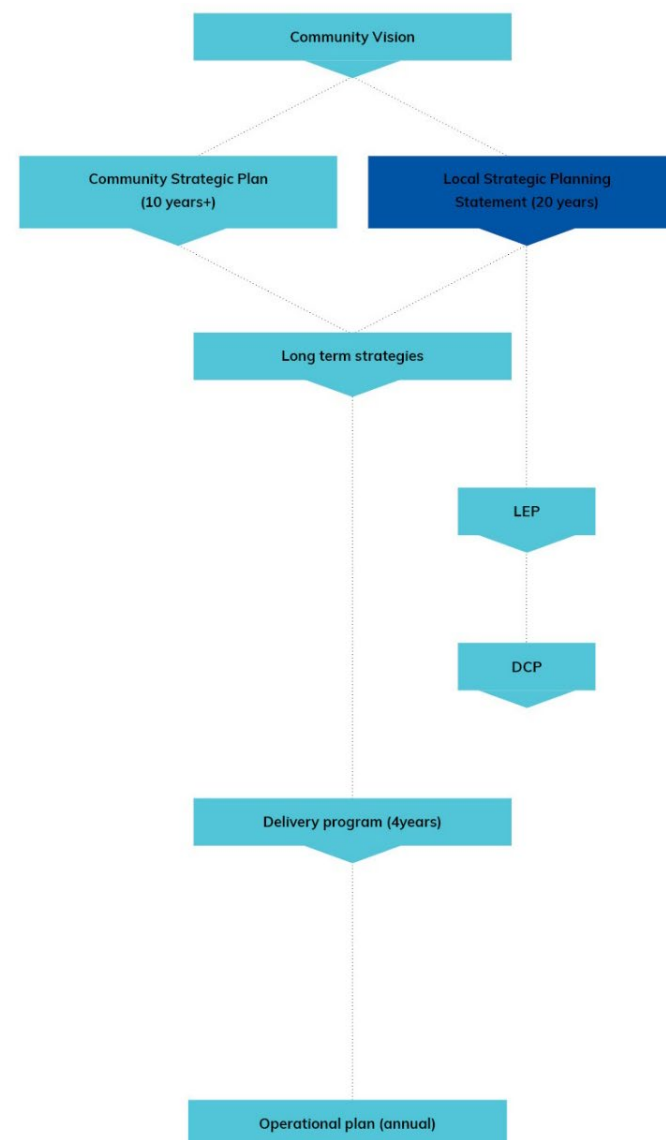 Community Vision
Community Strategic Plan
(10 years+)
Local Strategic Planning
Statement (20 years)
Long term strategies
LEP
DCP
Delivery program (4years)
Operational plan (annual)